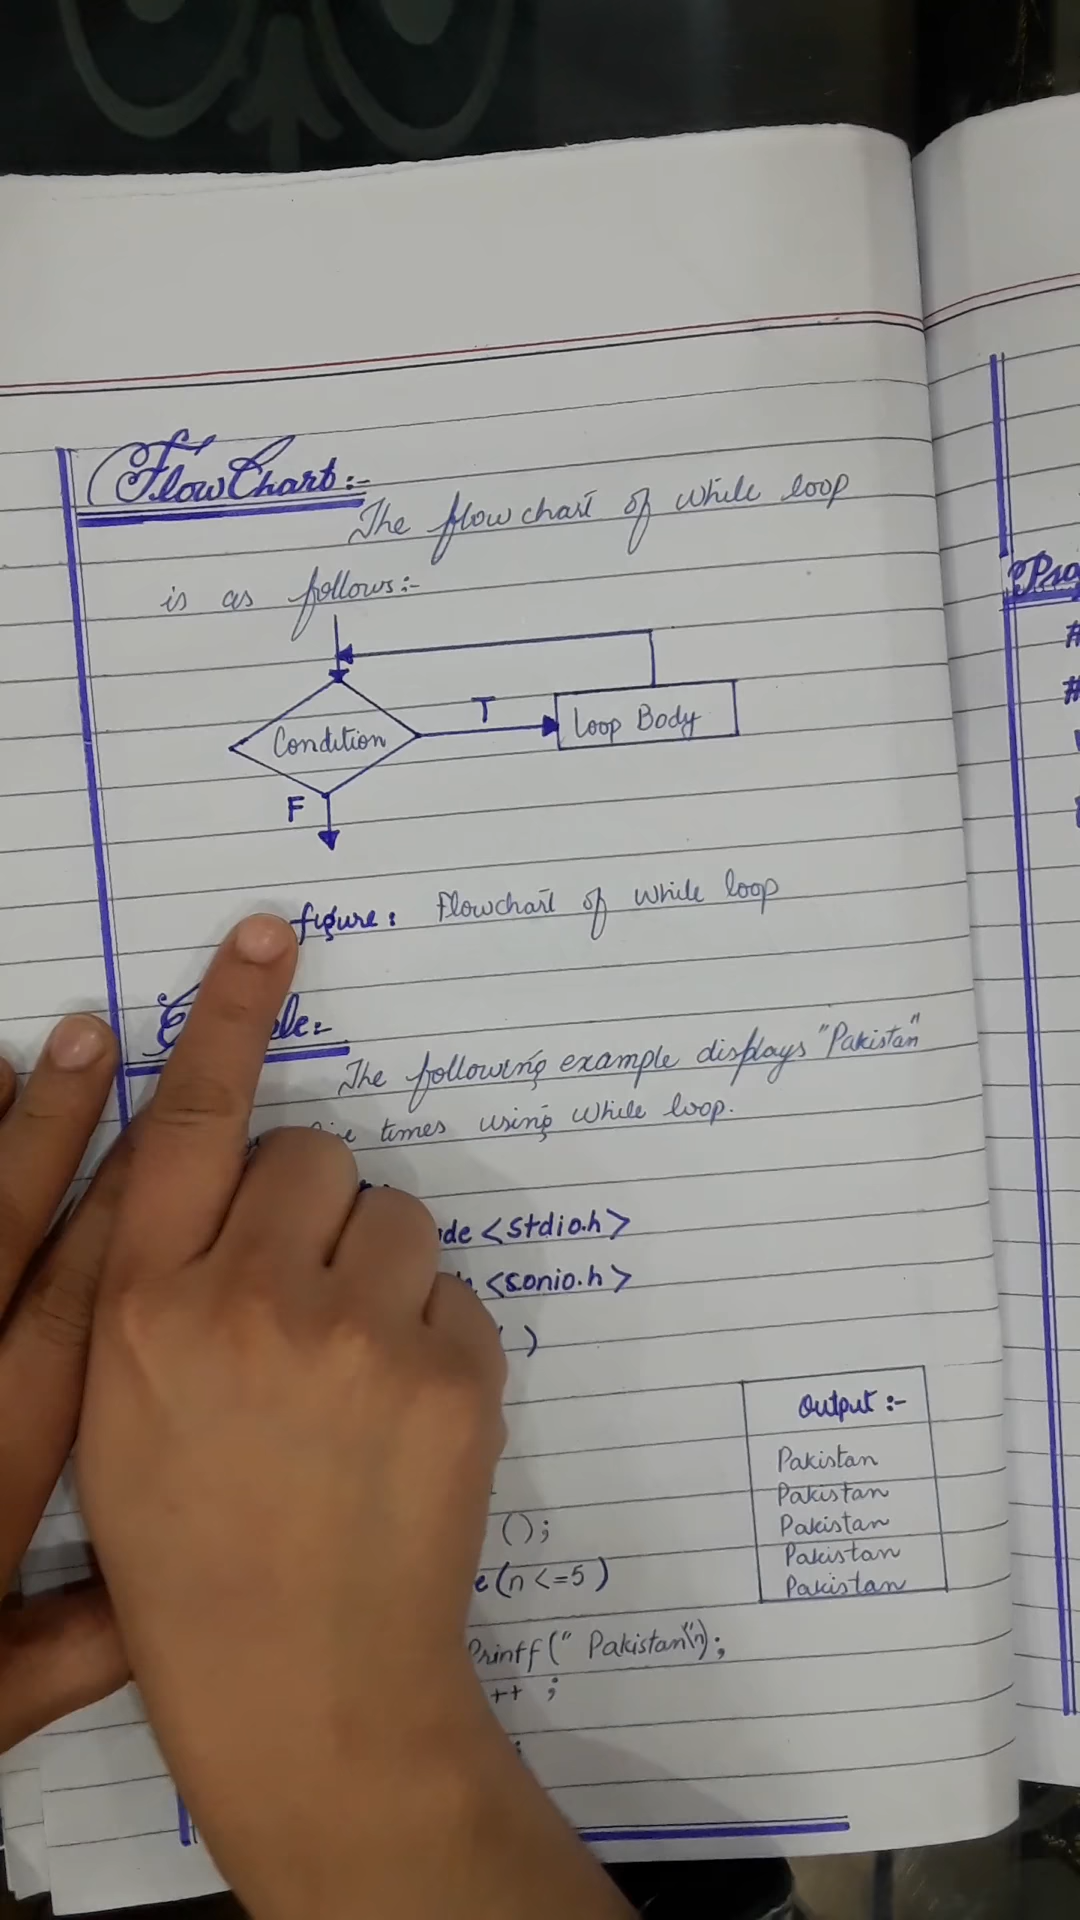 FlowChart:-
The flow chart of while loop
is as follows:-
Condition
T
Loop Body
F
figure: Flowchart of While loop
The following example displays "Pakistan"
times using while loop.
<stdio.h>
<conio.h>
)
Output :-
Pakistan
Pakistan
Pakistan
Pakistan
Pakistan
();
(n <=5 )
Printf(" Pakistan\n");
++ ;
#
#